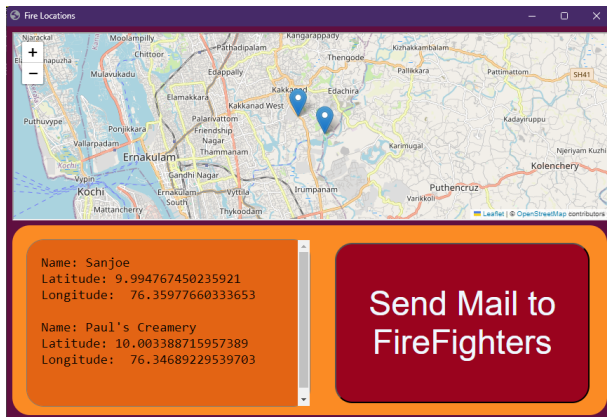 Fire Locations
Njarackal
Moolampilly
Chittoor
Pathadipalam
Kangarappady
Thengode
Kizhakkambalam
Mulavukadu
Edappally
Pallikkara
Pattimattom
SH41
+
−
Elamakkara
Kakkanad
Edachira
Kakkanad West
Puthuvype
Ponjikkara
Palarivattom
Friendship
Nagar
Kadayiruppu
Vallarpadam
Ernakulam
Thammanam
Karimugal
Njeriyam Kuzhi
Kolenchery
Gandhi Nagar
Vypin
Kochi
Ernakulam
South
Vyttila
Irumpanam
Puthencruz
Mattancherry
Thykoodam
Varikkoli
Leaflet | © OpenStreetMap contributors
Name: Sanjoe
Latitude: 9.994767450235921
Longitude:  76.35977660333653
Name: Paul's Creamery
Latitude: 10.003388715957389
Longitude:  76.34689229539703
Send Mail to
FireFighters